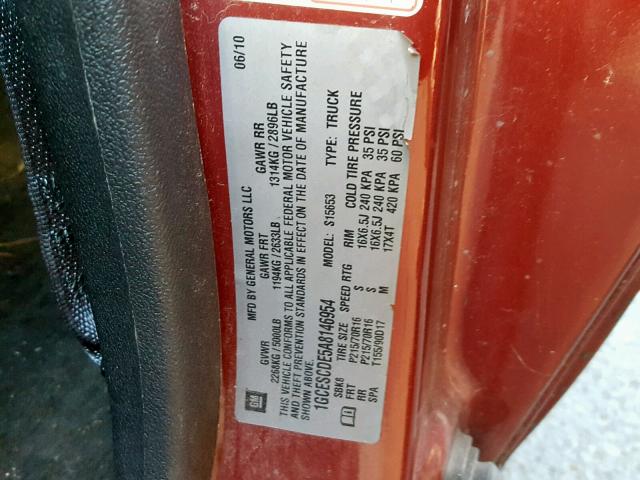 MFD BY GENERAL MOTORS LLC 06/10
GVWR GAWR FRT GAWR RR
2268KG/5000LB 1194KG/2633LB 1314KG/2896LB
THIS VEHICLE CONFORMS TO ALL APPLICABLE FEDERAL MOTOR VEHICLE SAFETY
AND THEFT PREVENTION STANDARDS IN EFFECT ON THE DATE OF MANUFACTURE
SHOWN ABOVE.
1GCESCDE5A8146954 MODEL: S15653 TYPE: TRUCK
SBK8 TIRE SIZE SPEED RTG RIM COLD TIRE PRESSURE
FRT P215/70R16 S 16X6.5J 240 KPA 35 PSI
RR P215/70R16 S 16X6.5J 240 KPA 35 PSI
SPA T155/90D17 M 17X4T 420 KPA 60 PSI
GM